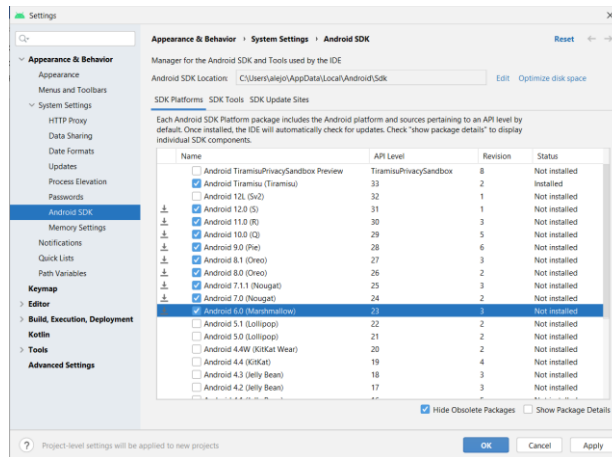 Settings
Appearance & Behavior › System Settings › Android SDK Reset
Manager for the Android SDK and Tools used by the IDE
Android SDK Location: C:\Users\alejo\AppData\Local\Android\Sdk Edit Optimize disk space
SDK Platforms SDK Tools SDK Update Sites
Each Android SDK Platform package includes the Android platform and sources pertaining to an API level by
default. Once installed, the IDE will automatically check for updates. Check "show package details" to display
individual SDK components.
Appearance & Behavior
Appearance
Menus and Toolbars
System Settings
HTTP Proxy
Data Sharing
Date Formats
Updates
Process Elevation
Passwords
Android SDK
Memory Settings
Notifications
Quick Lists
Path Variables
Keymap
Editor
Build, Execution, Deployment
Kotlin
Tools
Advanced Settings
Name API Level Revision Status
Android TiramisuPrivacySandbox Preview TiramisuPrivacySandbox 8 Not installed
Android Tiramisu (Tiramisu) 33 2 Installed
Android 12L (Sv2) 32 1 Not installed
Android 12.0 (S) 31 1 Not installed
Android 11.0 (R) 30 3 Not installed
Android 10.0 (Q) 29 5 Not installed
Android 9.0 (Pie) 28 6 Not installed
Android 8.1 (Oreo) 27 3 Not installed
Android 8.0 (Oreo) 26 2 Not installed
Android 7.1.1 (Nougat) 25 3 Not installed
Android 7.0 (Nougat) 24 2 Not installed
Android 6.0 (Marshmallow) 23 3 Not installed
Android 5.1 (Lollipop) 22 2 Not installed
Android 5.0 (Lollipop) 21 2 Not installed
Android 4.4W (KitKat Wear) 20 2 Not installed
Android 4.4 (KitKat) 19 4 Not installed
Android 4.3 (Jelly Bean) 18 3 Not installed
Android 4.2 (Jelly Bean) 17 3 Not installed
Hide Obsolete Packages Show Package Details
? Project-level settings will be applied to new projects
OK Cancel Apply